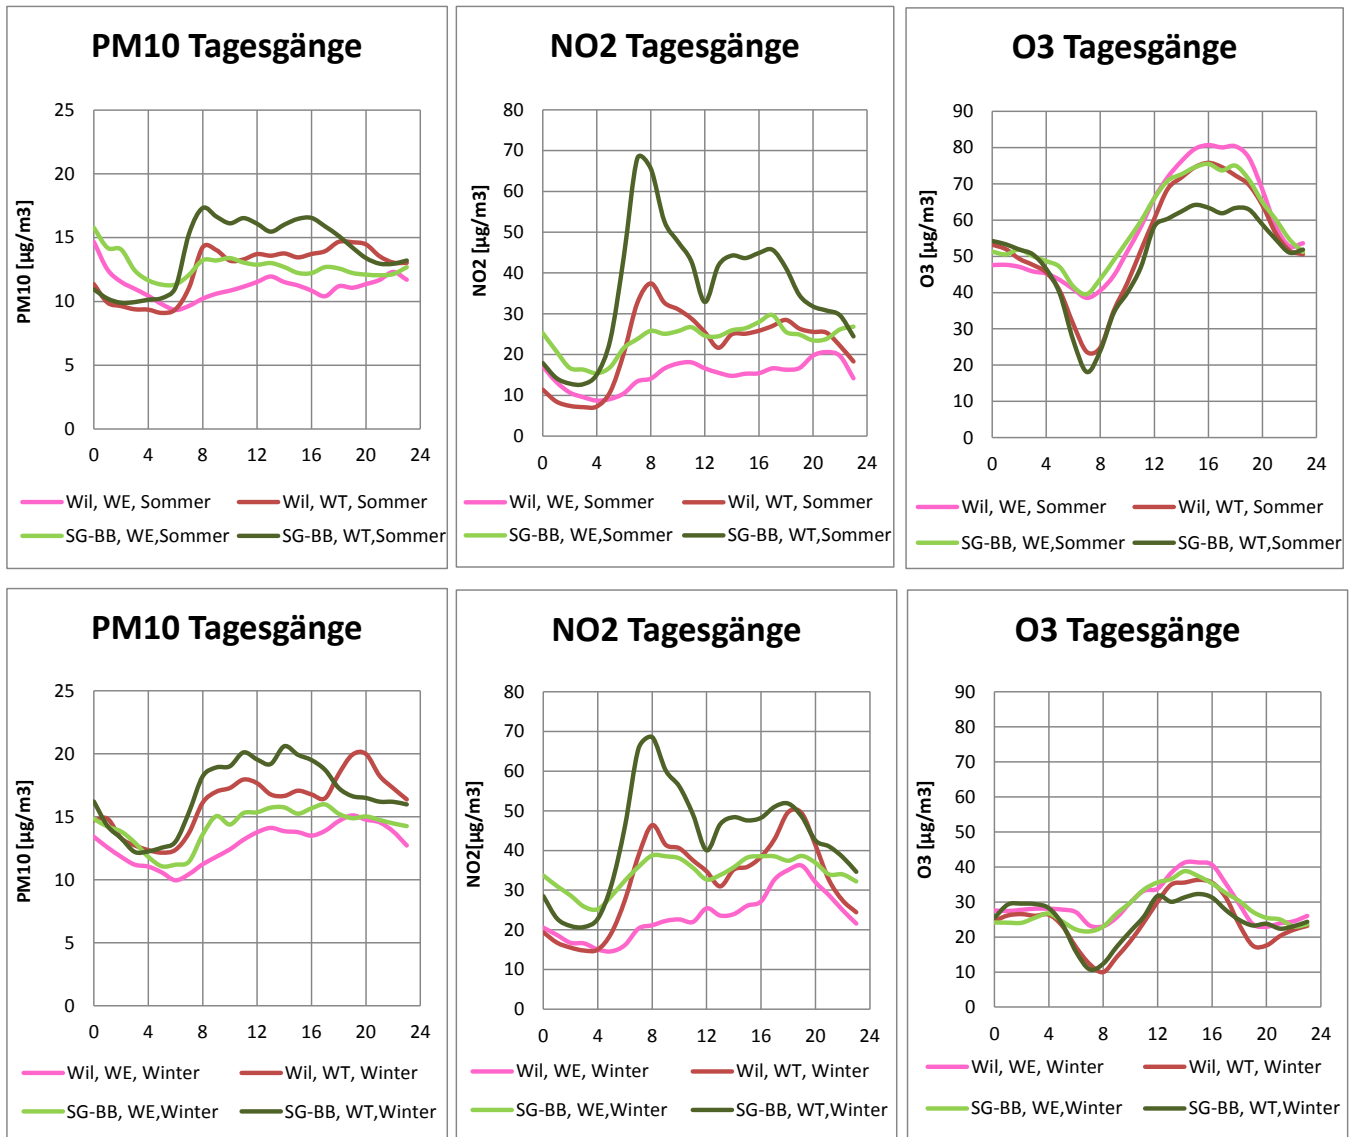 PM10 Tagesgänge
PM10 [µg/m3]
25
20
15
10
5
0
0 4 8 12 16 20 24
Wil, WE, Sommer Wil, WT, Sommer
SG-BB, WE,Sommer SG-BB, WT,Sommer
NO2 Tagesgänge
NO2 [µg/m3]
80
70
60
50
40
30
20
10
0
0 4 8 12 16 20 24
Wil, WE, Sommer Wil, WT, Sommer
SG-BB, WE,Sommer SG-BB, WT,Sommer
O3 Tagesgänge
O3 [µg/m3]
90
80
70
60
50
40
30
20
10
0
0 4 8 12 16 20 24
Wil, WE, Sommer Wil, WT, Sommer
SG-BB, WE,Sommer SG-BB, WT,Sommer
PM10 Tagesgänge
PM10 [µg/m3]
25
20
15
10
5
0
0 4 8 12 16 20 24
Wil, WE, Winter Wil, WT, Winter
SG-BB, WE,Winter SG-BB, WT,Winter
NO2 Tagesgänge
NO2[µg/m3]
80
70
60
50
40
30
20
10
0
0 4 8 12 16 20 24
Wil, WE, Winter Wil, WT, Winter
SG-BB, WE,Winter SG-BB, WT,Winter
O3 Tagesgänge
O3 [µg/m3]
90
80
70
60
50
40
30
20
10
0
0 4 8 12 16 20 24
Wil, WE, Winter Wil, WT, Winter
SG-BB, WE,Winter SG-BB, WT,Winter